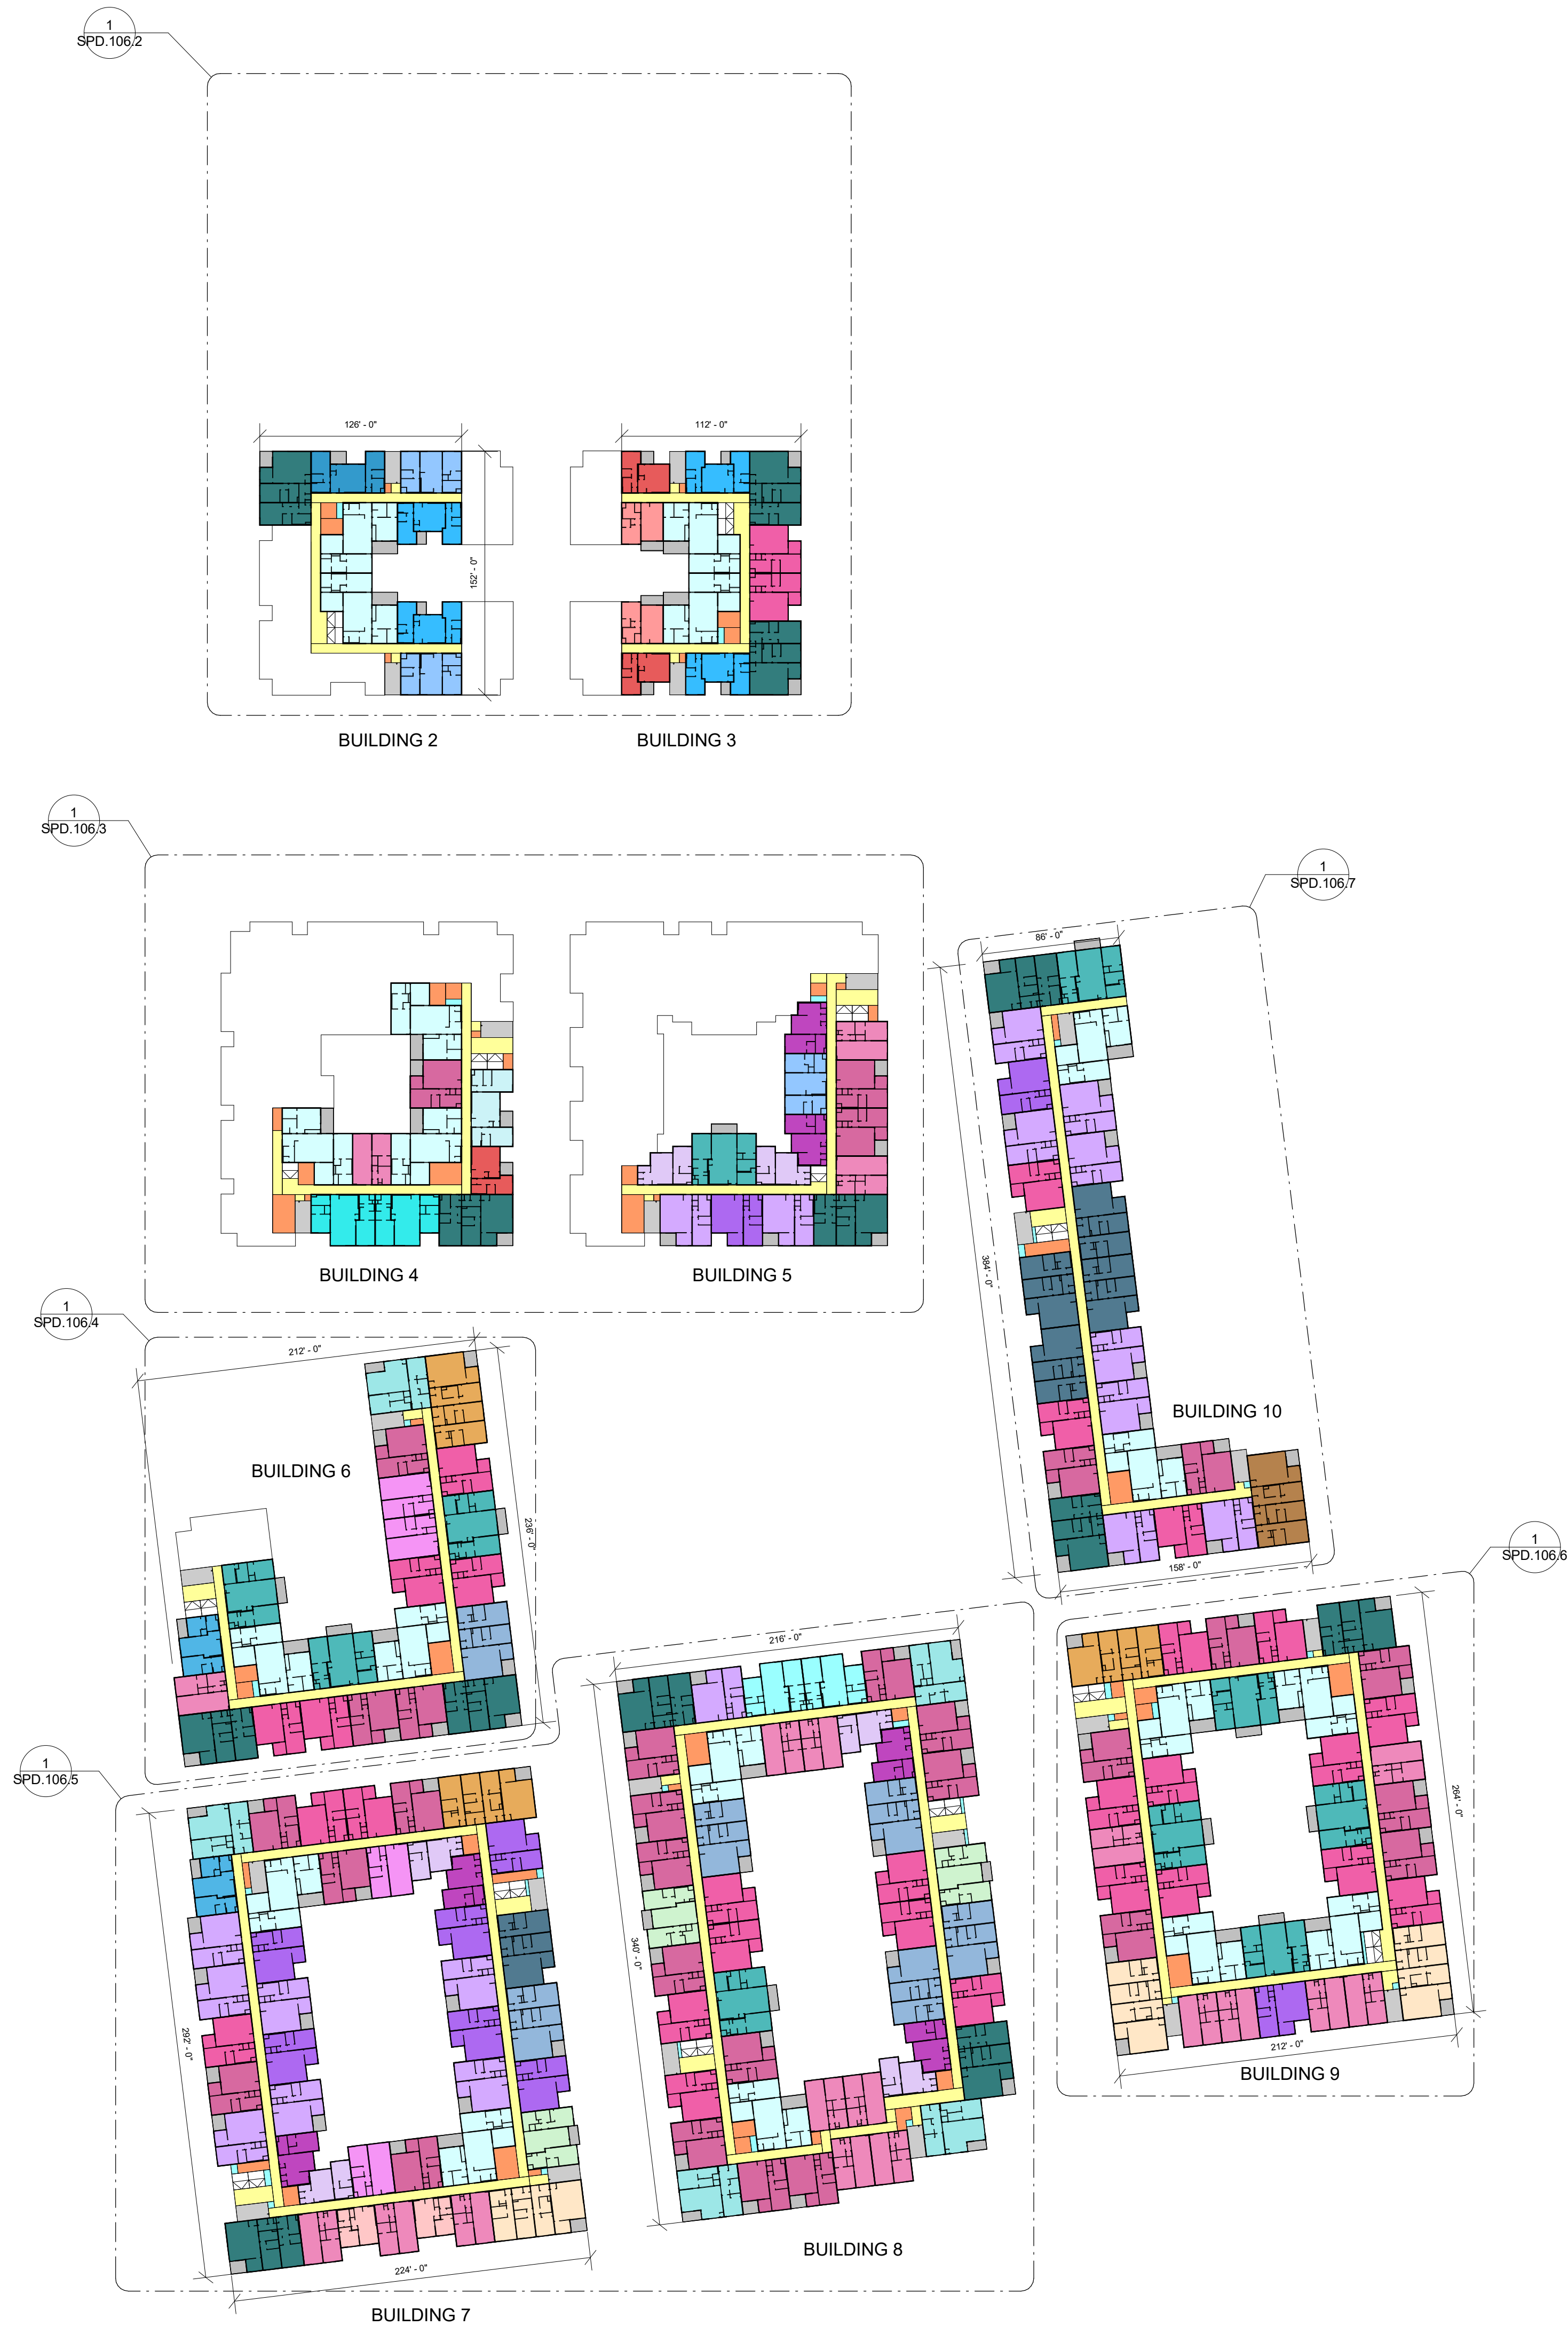 1
SPD.106.2
126' - 0"
112' - 0"
152' - 0"
BUILDING 2
BUILDING 3
1
SPD.106.3
1
SPD.106.7
86' - 0"
384' - 0"
BUILDING 4
BUILDING 5
1
SPD.106.4
212' - 0"
BUILDING 10
BUILDING 6
236' - 0"
1
SPD.106.6
158' - 0"
216' - 0"
1
SPD.106.5
264' - 0"
340' - 0"
292' - 0"
212' - 0"
BUILDING 9
BUILDING 8
224' - 0"
BUILDING 7